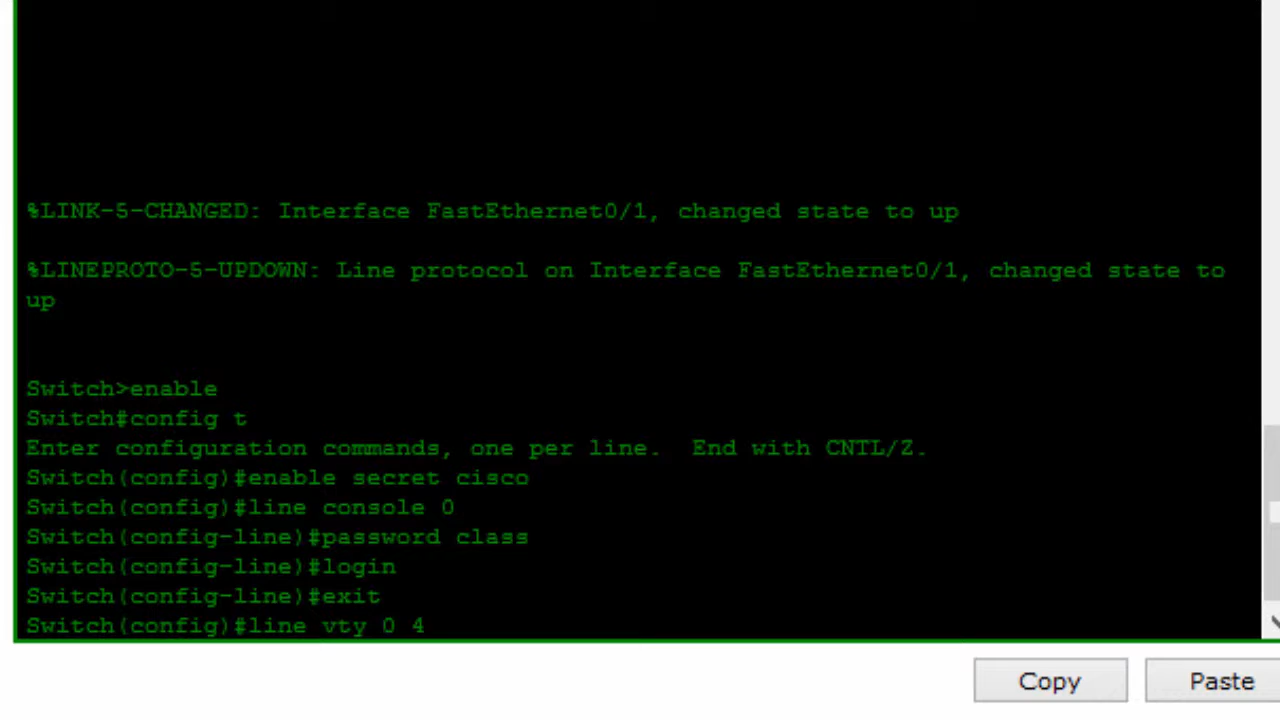 %LINK-5-CHANGED: Interface FastEthernet0/1, changed state to up
%LINEPROTO-5-UPDOWN: Line protocol on Interface FastEthernet0/1, changed state to
up
Switch>enable
Switch#config t
Enter configuration commands, one per line.  End with CNTL/Z.
Switch(config)#enable secret cisco
Switch(config)#line console 0
Switch(config-line)#password class
Switch(config-line)#login
Switch(config-line)#exit
Switch(config)#line vty 0 4
Copy Paste